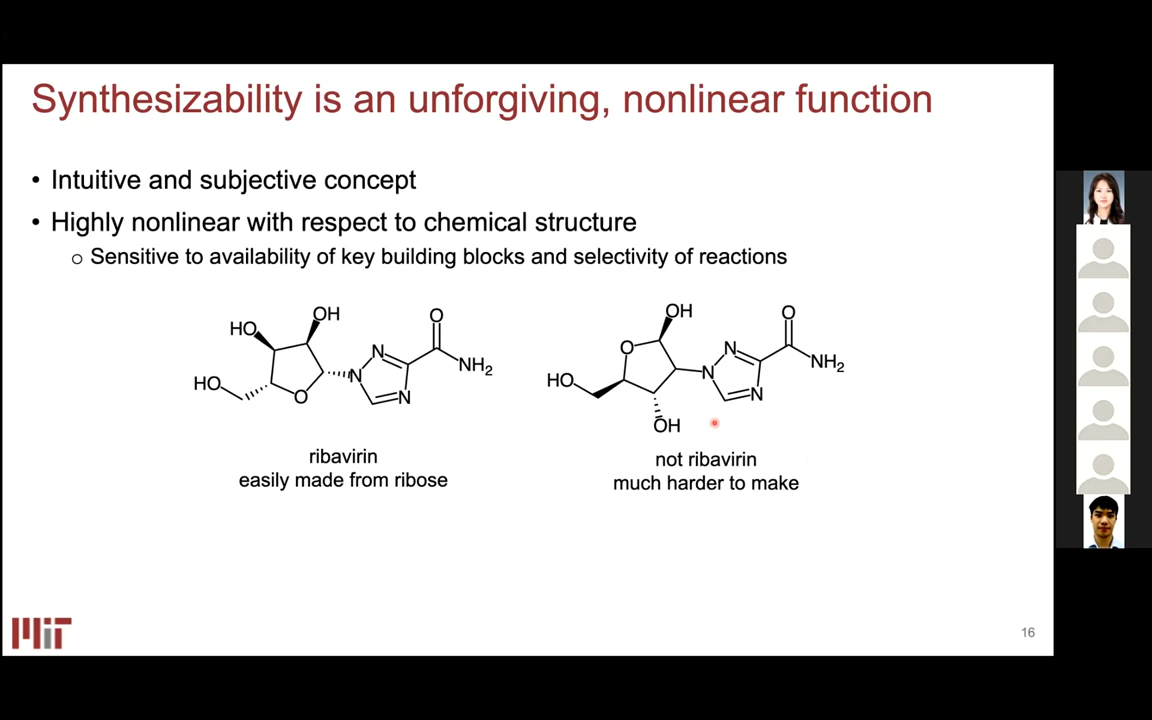 Synthesizability is an unforgiving, nonlinear function
• Intuitive and subjective concept
• Highly nonlinear with respect to chemical structure
o Sensitive to availability of key building blocks and selectivity of reactions
HO OH O
HO O N N N NH2
ribavirin
easily made from ribose
OH O
HO O N N N NH2
OH
not ribavirin
much harder to make
MIT
16